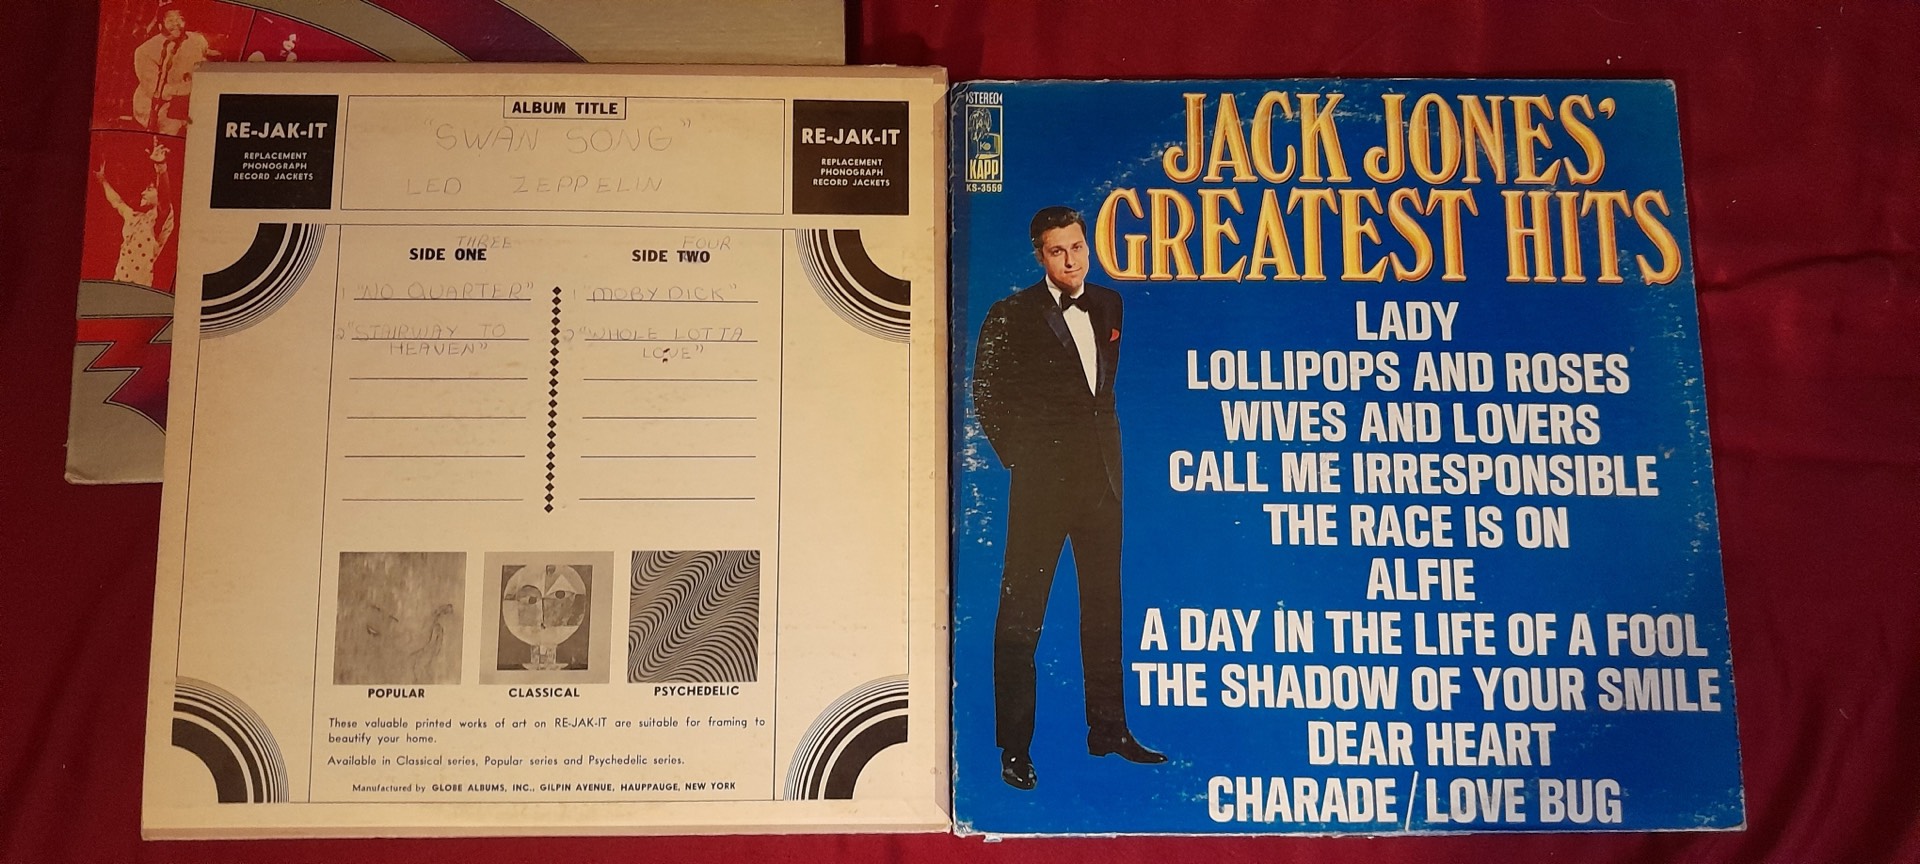 RE-JAK-IT
REPLACEMENT
PHONOGRAPH
RECORD JACKETS
ALBUM TITLE
"SWAN SONG"
LED ZEPPELIN
RE-JAK-IT
REPLACEMENT
PHONOGRAPH
RECORD JACKETS
THREE
SIDE ONE
1 "NO QUARTER"
2 "STAIRWAY TO
HEAVEN"
FOUR
SIDE TWO
1 "MOBY DICK"
2 "WHOLE LOTTA
LOVE"
POPULAR
CLASSICAL
PSYCHEDELIC
These valuable printed works of art on RE-JAK-IT are suitable for framing to
beautify your home.
Available in Classical series, Popular series and Psychedelic series.
Manufactured by GLOBE ALBUMS, INC., GILPIN AVENUE, HAUPPAUGE, NEW YORK
STEREO
KAPP
KS-3559
JACK JONES'
GREATEST HITS
LADY
LOLLIPOPS AND ROSES
WIVES AND LOVERS
CALL ME IRRESPONSIBLE
THE RACE IS ON
ALFIE
A DAY IN THE LIFE OF A FOOL
THE SHADOW OF YOUR SMILE
DEAR HEART
CHARADE/LOVE BUG